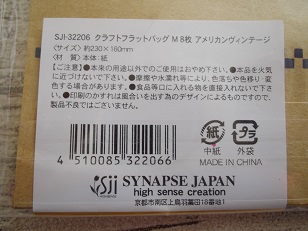 SJI-32206 クラフトフラットバッグ M 8枚 アメリカンヴィンテージ
〈サイズ〉約230×160mm
〈材 質〉本体:紙
【ご注意】●本来の用途以外でのご使用はおやめ下さい。●本品を火気
に近づけないで下さい。●摩擦や水濡れ等により、色落ちや色移り・変
色する場合があります。●食品等口に入れる物を直接入れないで下さ
い。●印刷のかすれは風合いを出す為のデザインによるものですので、
製品不良ではございません。
4 510085 322066
紙
プラ
中紙
外袋
MADE IN CHINA
sji
SYNAPSE JAPAN
high sense creation
京都市南区上鳥羽藁田18番地1